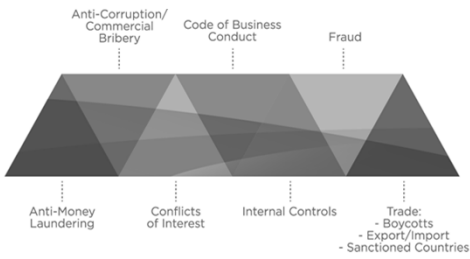 Anti-Corruption/
Commercial
Bribery
Code of Business
Conduct
Fraud
Anti-Money
Laundering
Conflicts
of Interest
Internal Controls
Trade:
- Boycotts
- Export/Import
- Sanctioned Countries